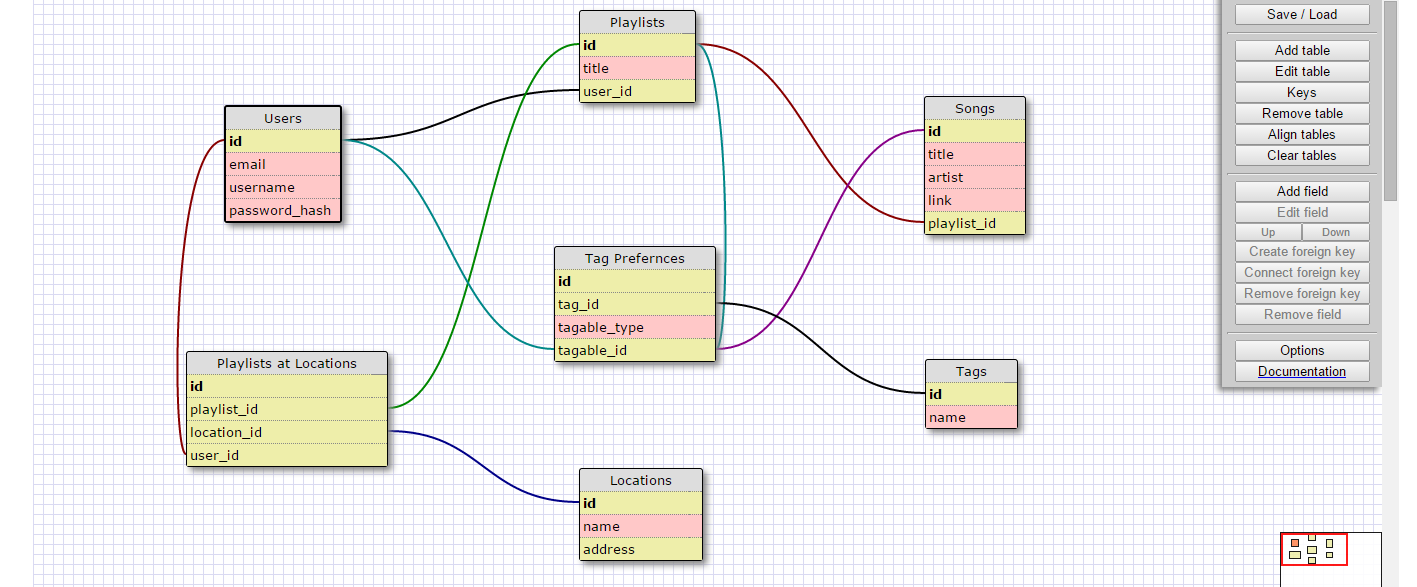 Playlists
id
title
user_id
Users
id
email
username
password_hash
Songs
id
title
artist
link
playlist_id
Tag Prefernces
id
tag_id
tagable_type
tagable_id
Playlists at Locations
id
playlist_id
location_id
user_id
Tags
id
name
Locations
id
name
address
Save / Load
Add table
Edit table
Keys
Remove table
Align tables
Clear tables
Add field
Edit field
Up Down
Create foreign key
Connect foreign key
Remove foreign key
Remove field
Options
Documentation